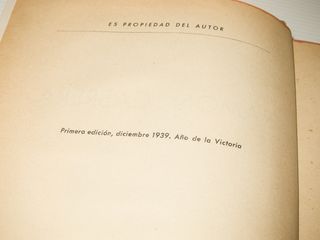 ES PROPIEDAD DEL AUTOR
Primera edición, diciembre 1939. Año de la Victoria